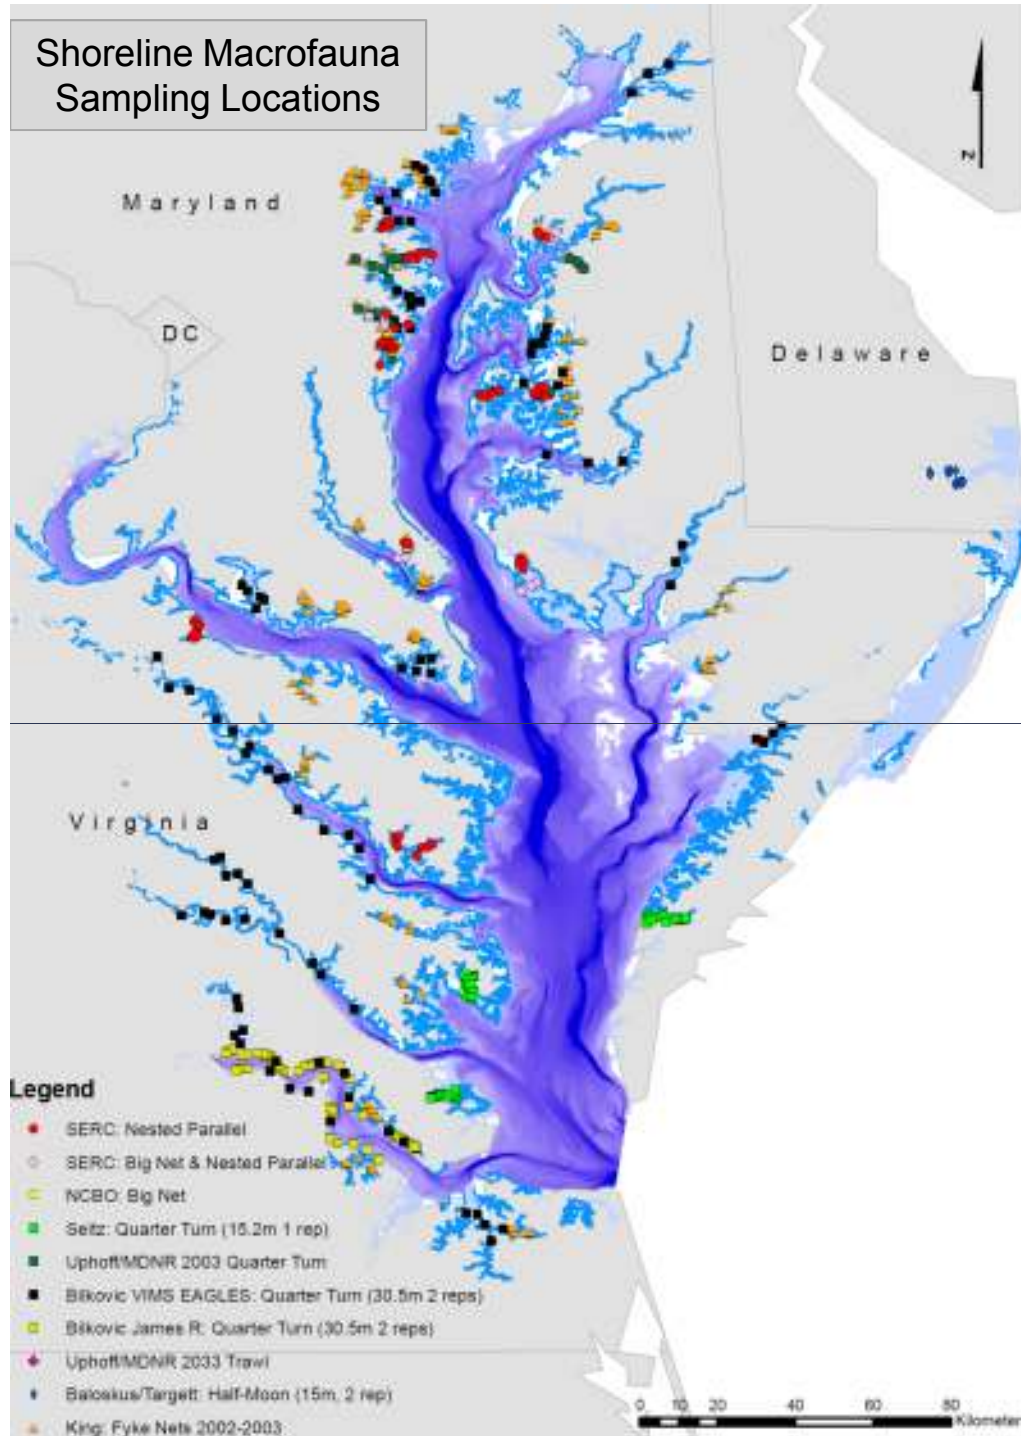 Shoreline Macrofauna
Sampling Locations
N
Maryland
DC
Delaware
Virginia
Legend
SERC: Nested Parallel
SERC: Big Net & Nested Parallel
NCBO: Big Net
Seitz: Quarter Turn (15.2m 1 rep)
Uphoff/MDNR 2003 Quarter Turn
Bilkovic VIMS EAGLES: Quarter Turn (30.5m 2 reps)
Bilkovic James R: Quarter Turn (30.5m 2 reps)
Uphoff/MDNR 2033 Trawl
Baloskus/Targett: Half-Moon (15m, 2 rep)
King: Fyke Nets 2002-2003
0 10 20 40 60 80
Kilometer